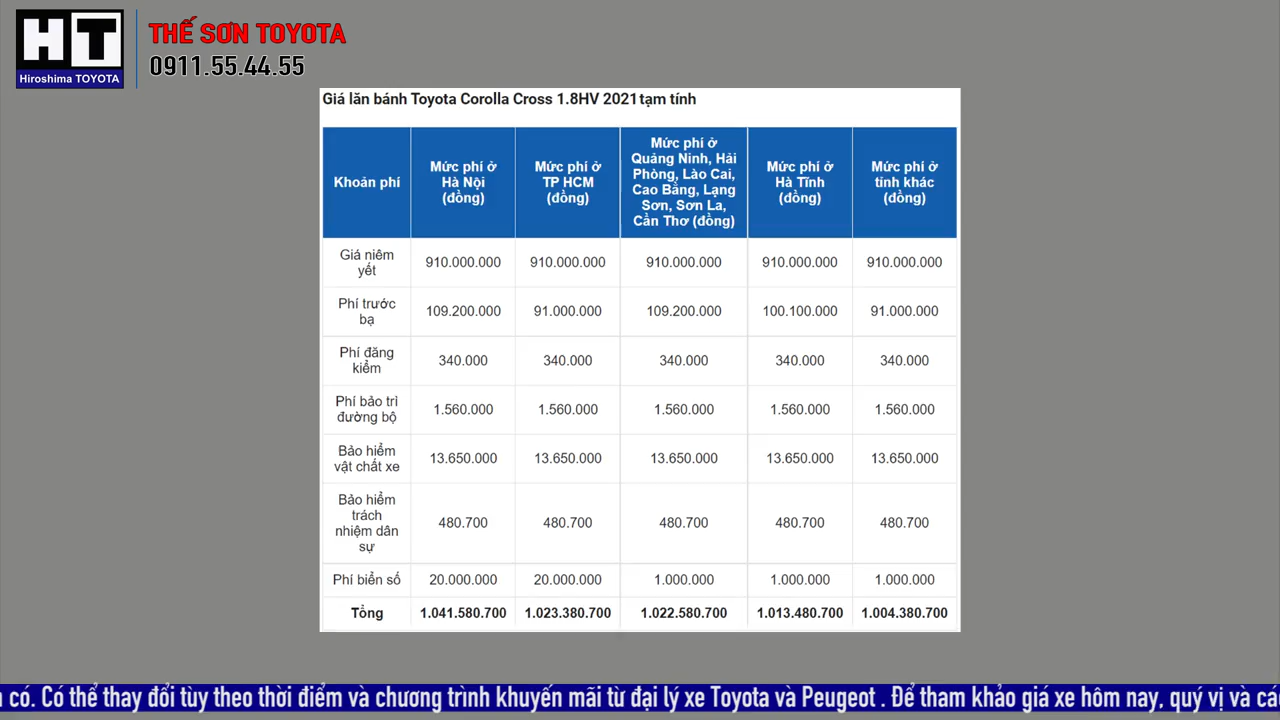 HT
Hiroshima TOYOTA
THẾ SƠN TOYOTA
0911.55.44.55
Giá lăn bánh Toyota Corolla Cross 1.8HV 2021 tạm tính
Khoản phí
Mức phí ở
Hà Nội
(đồng)
Mức phí ở
TP HCM
(đồng)
Mức phí ở
Quảng Ninh, Hải
Phòng, Lào Cai,
Cao Bằng, Lạng
Sơn, Sơn La,
Cần Thơ (đồng)
Mức phí ở
Hà Tĩnh
(đồng)
Mức phí ở
tỉnh khác
(đồng)
Giá niêm
yết
910.000.000 910.000.000 910.000.000 910.000.000 910.000.000
Phí trước
bạ
109.200.000 91.000.000 109.200.000 100.100.000 91.000.000
Phí đăng
kiểm
340.000 340.000 340.000 340.000 340.000
Phí bảo trì
đường bộ
1.560.000 1.560.000 1.560.000 1.560.000 1.560.000
Bảo hiểm
vật chất xe
13.650.000 13.650.000 13.650.000 13.650.000 13.650.000
Bảo hiểm
trách
nhiệm dân
sự
480.700 480.700 480.700 480.700 480.700
Phí biển số 20.000.000 20.000.000 1.000.000 1.000.000 1.000.000
Tổng 1.041.580.700 1.023.380.700 1.022.580.700 1.013.480.700 1.004.380.700
có. Có thể thay đổi tùy theo thời điểm và chương trình khuyến mãi từ đại lý xe Toyota và Peugeot . Để tham khảo giá xe hôm nay, quý vị và